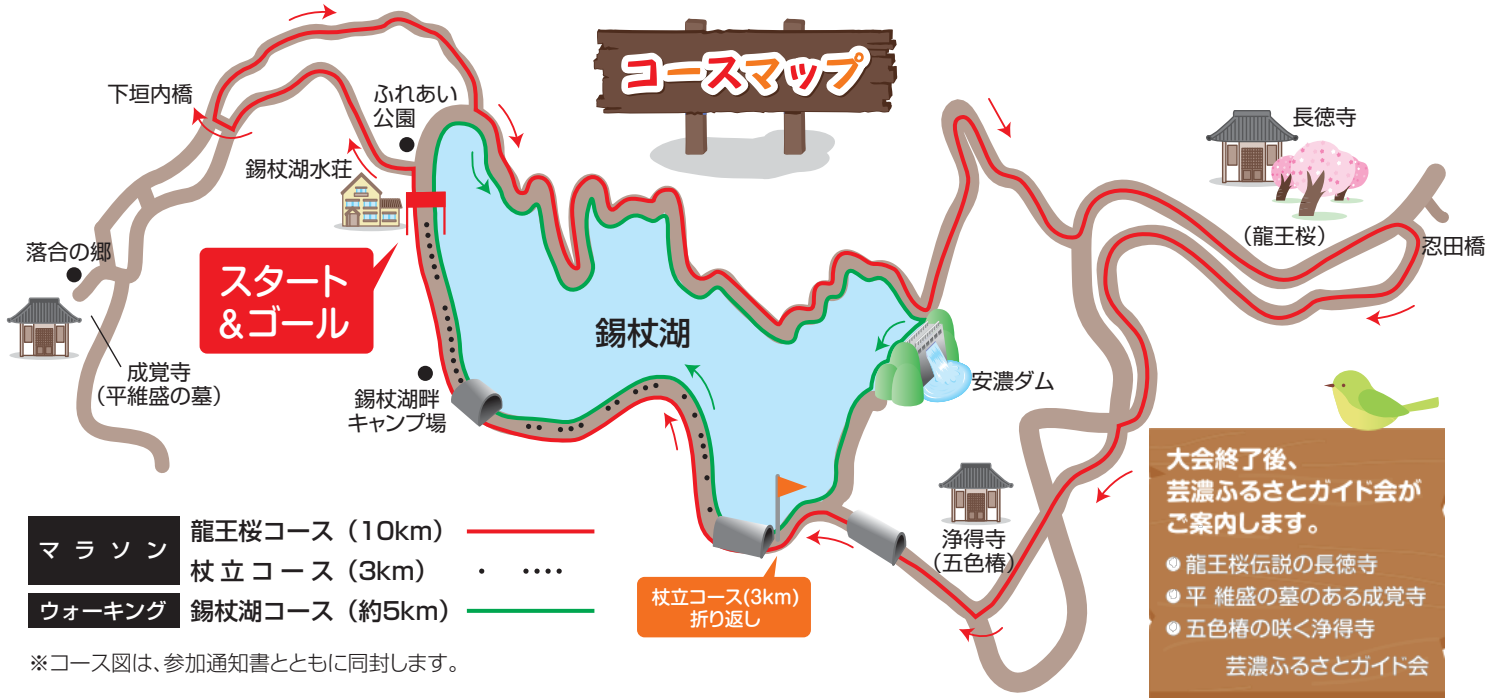 コースマップ
下垣内橋
ふれあい
公園
錫杖湖水荘
長徳寺
(龍王桜)
忍田橋
落合の郷
スタート
&ゴール
錫杖湖
成覚寺
(平維盛の墓)
錫杖湖畔
キャンプ場
安濃ダム
浄得寺
(五色椿)
杖立コース(3km)
折り返し
マラソン
龍王桜コース(10km)
杖立コース(3km)
ウォーキング 錫杖湖コース(約5km)
※コース図は、参加通知書とともに同封します。
大会終了後、
芸濃ふるさとガイド会が
ご案内します。
龍王桜伝説の長徳寺
平 維盛の墓のある成覚寺
五色椿の咲く浄得寺
芸濃ふるさとガイド会